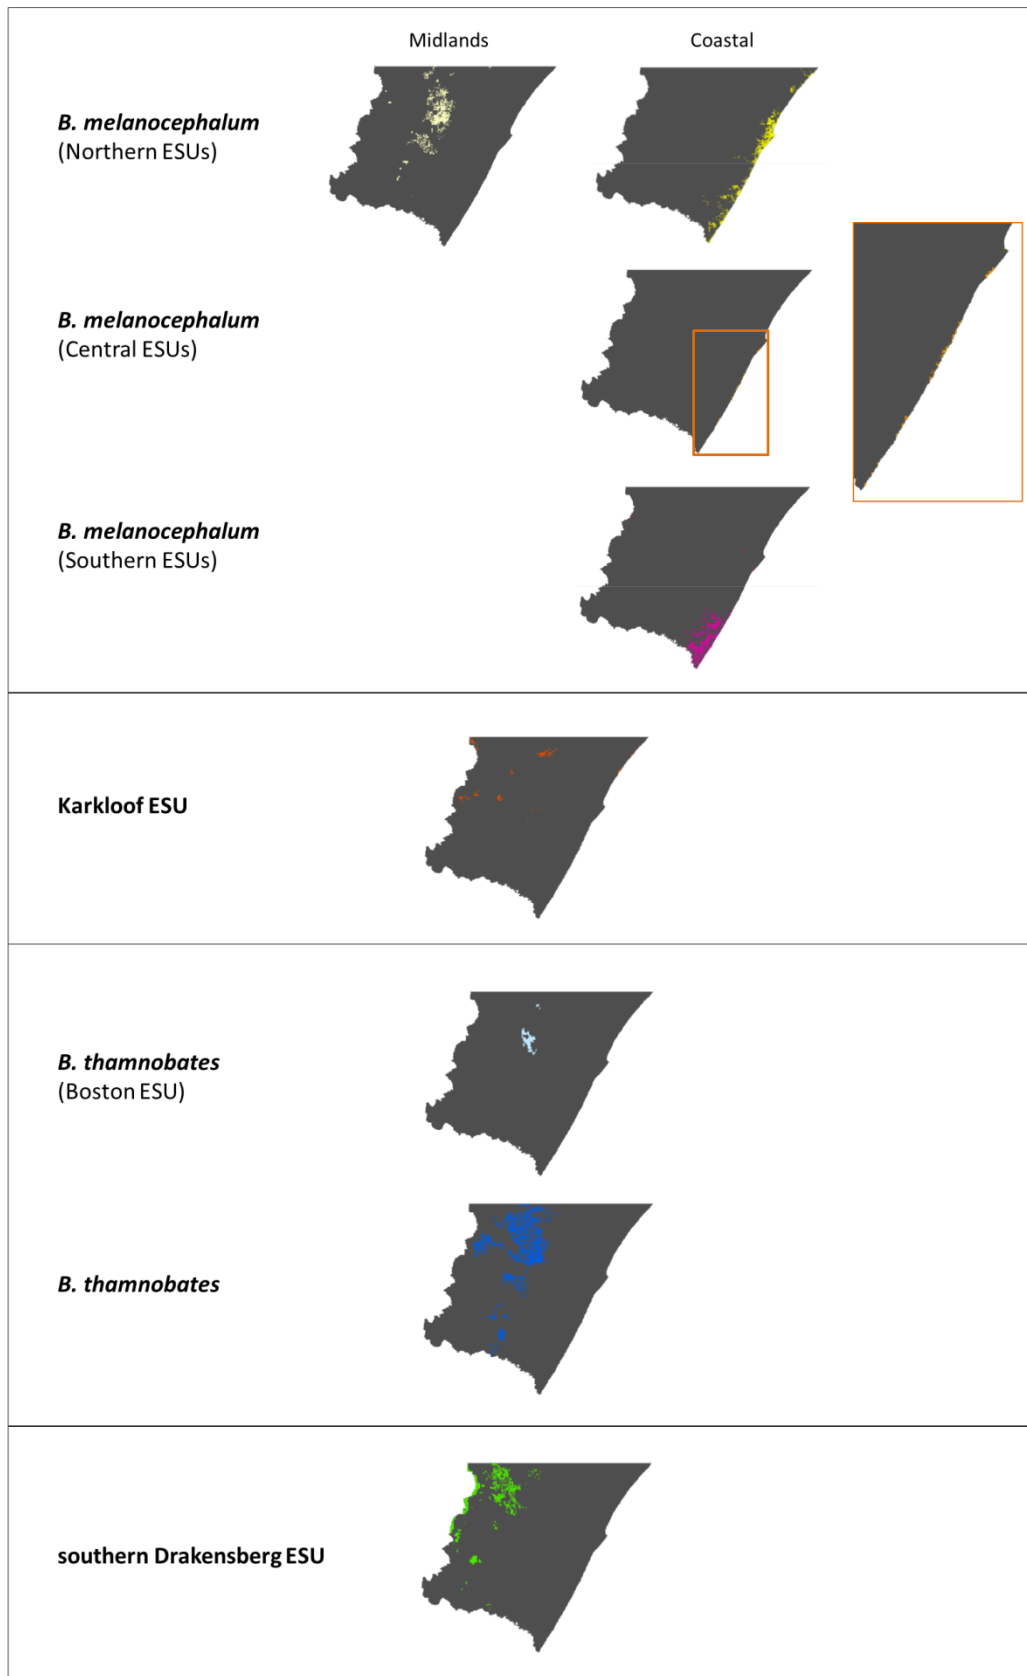 Midlands
Coastal
B. melanocephalum
(Northern ESUs)
B. melanocephalum
(Central ESUs)
B. melanocephalum
(Southern ESUs)
Karkloof ESU
B. thamnobates
(Boston ESU)
B. thamnobates
southern Drakensberg ESU